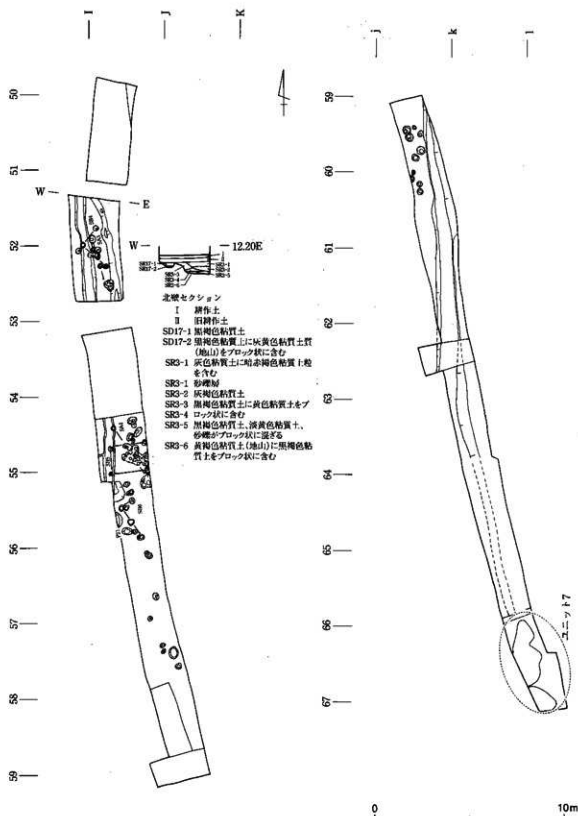 I
J
K
50
51
52
53
54
55
56
57
58
59
W
E
W
12.20E
北壁セクション
I 耕作土
II 旧耕作土
SD17-1 黒褐色粘質土
SD17-2 黒褐色粘質土に灰黄色粘質土質
(地山)をブロック状に含む
SR3-1 灰色粘質土に暗赤褐色粘質土粒
を含む
SR3-1 砂礫層
SR3-2 灰褐粘質土
SR3-3 黒褐色粘質土に黄色粘質土をブ
SR3-4 ロック状に含む
SR3-5 黒褐色粘質土、淡黄色粘質土、
砂礫がブロック状に混ざる
SR3-6 黄褐色粘質土(地山)に黒褐色粘
質土をブロック状に含む
j
k
l
59
60
61
62
64
65
66
67
ユニット7
0
10m